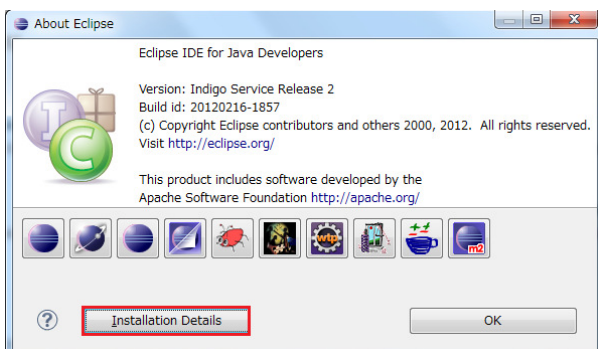 About Eclipse
Eclipse IDE for Java Developers
Version: Indigo Service Release 2
Build id: 20120216-1857
(c) Copyright Eclipse contributors and others 2000, 2012.  All rights reserved.
Visit http://eclipse.org/
This product includes software developed by the
Apache Software Foundation http://apache.org/
I
C
wtp
m2
?
Installation Details
OK